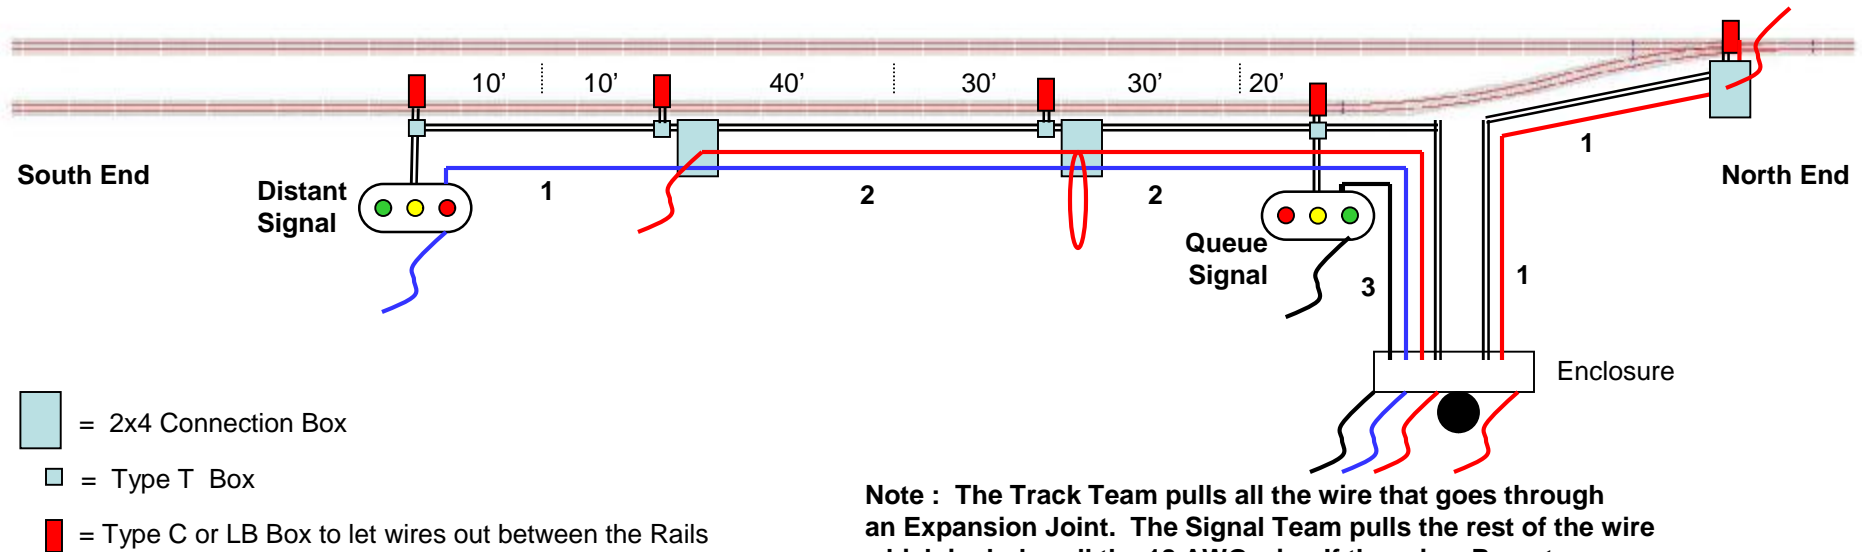 10’ 10’ 40’ 30’ 30’ 20’
South End
Distant
Signal
1 2 2
1
North End
Queue
Signal
3 1
Enclosure
= 2x4 Connection Box
= Type T Box
= Type C or LB Box to let wires out between the Rails
Note : The Track Team pulls all the wire that goes through
an Expansion Joint. The Signal Team pulls the rest of the wire